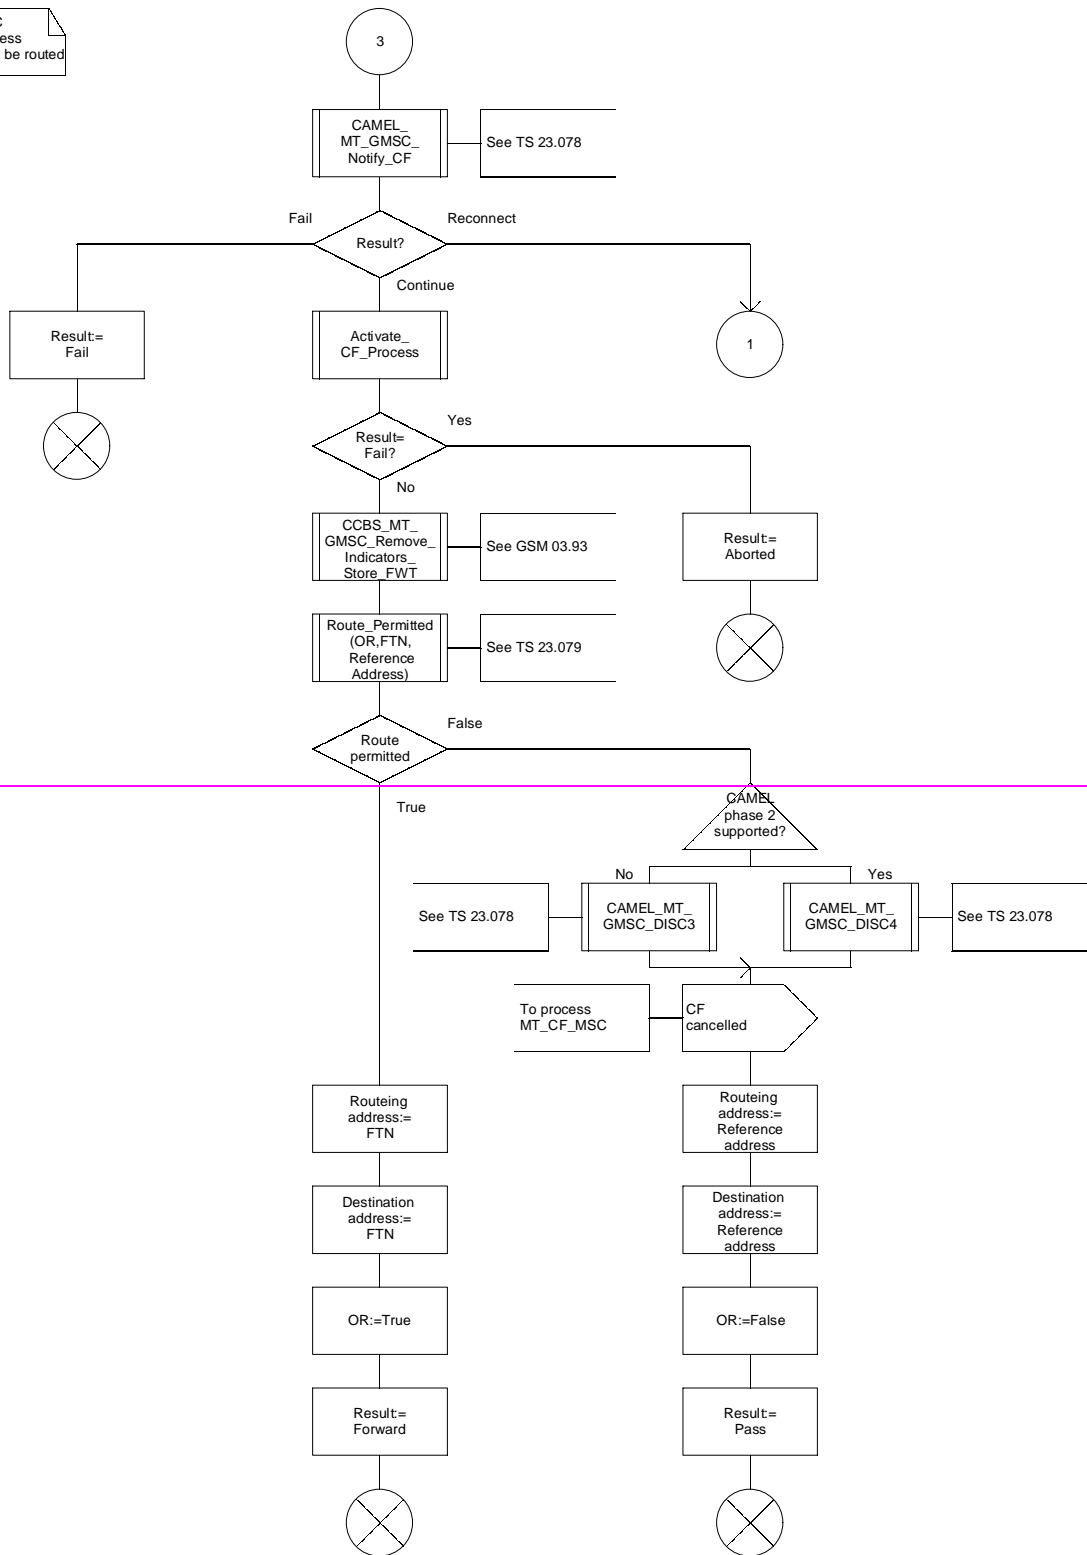 ess
be routed
3
CAMEL_
MT_GMSC_
Notify_CF
See TS 23.078
Fail
Reconnect
Result?
Continue
Result:=
Fail
Activate_
CF_Process
1
Yes
Result=
Fail?
No
CCBS_MT_
GMSC_Remove_
Indicators_
Store_FWT
See GSM 03.93
Result:=
Aborted
Route_Permitted
(OR,FTN,
Reference
Address)
See TS 23.079
False
Route
permitted
True
CAMEL
phase 2
supported?
No
Yes
See TS 23.078
CAMEL_MT_
GMSC_DISC3
CAMEL_MT_
GMSC_DISC4
See TS 23.078
To process
MT_CF_MSC
CF
cancelled
Routeing
address:=
FTN
Routeing
address:=
Reference
address
Destination
address:=
FTN
Destination
address:=
Reference
address
OR:=True
OR:=False
Result:=
Forward
Result:=
Pass